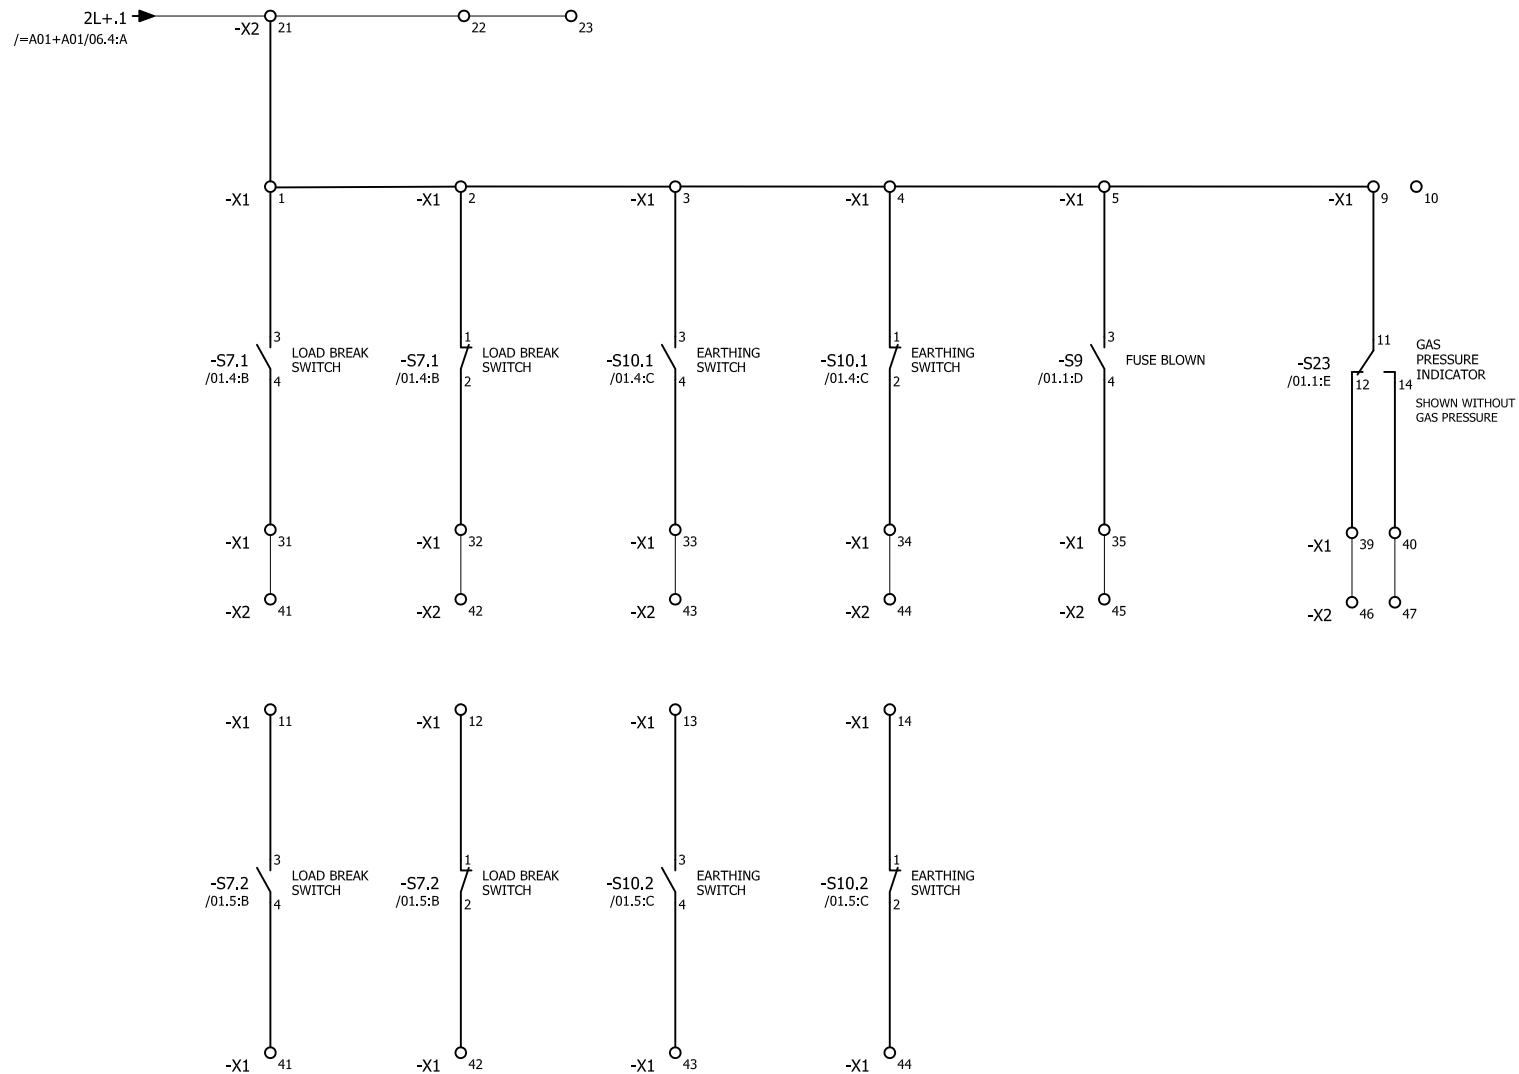 2L+.1
/=A01+A01/06.4:A
-X2 21 22 23
-X1 1 -X1 2 -X1 3 -X1 4 -X1 5 -X1 9 10
3 1 3 1 3 11
-S7.1 LOAD BREAK -S7.1 LOAD BREAK -S10.1 EARTHING -S10.1 EARTHING -S9 FUSE BLOWN -S23 GAS
SWITCH SWITCH SWITCH SWITCH PRESSURE
/01.4:B 4 /01.4:B 2 /01.4:C 4 /01.4:C 2 /01.1:D 4 /01.1:E 12 14 INDICATOR
SHOWN WITHOUT
GAS PRESSURE
-X1 31 -X1 32 -X1 33 -X1 34 -X1 35 -X1 39 40
-X2 41 -X2 42 -X2 43 -X2 44 -X2 45 -X2 46 47
-X1 11 -X1 12 -X1 13 -X1 14
3 1 3 1
-S7.2 LOAD BREAK -S7.2 LOAD BREAK -S10.2 EARTHING -S10.2 EARTHING
SWITCH SWITCH SWITCH SWITCH
/01.5:B 4 /01.5:B 2 /01.5:C 4 /01.5:C 2
-X1 41 -X1 42 -X1 43 -X1 44